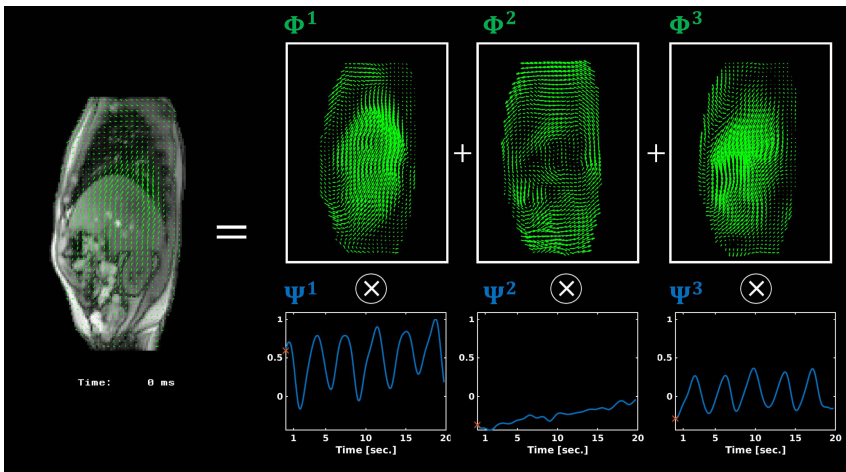 Φ¹ Φ² Φ³
= + +
Ψ¹ ⊗ Ψ² ⊗ Ψ³ ⊗
1 0.5 0
1 5 10 15 20
Time [sec.]
1 0.5 0
1 5 10 15 20
Time [sec.]
1 0.5 0
1 5 10 15 20
Time [sec.]
Time: 0 ms